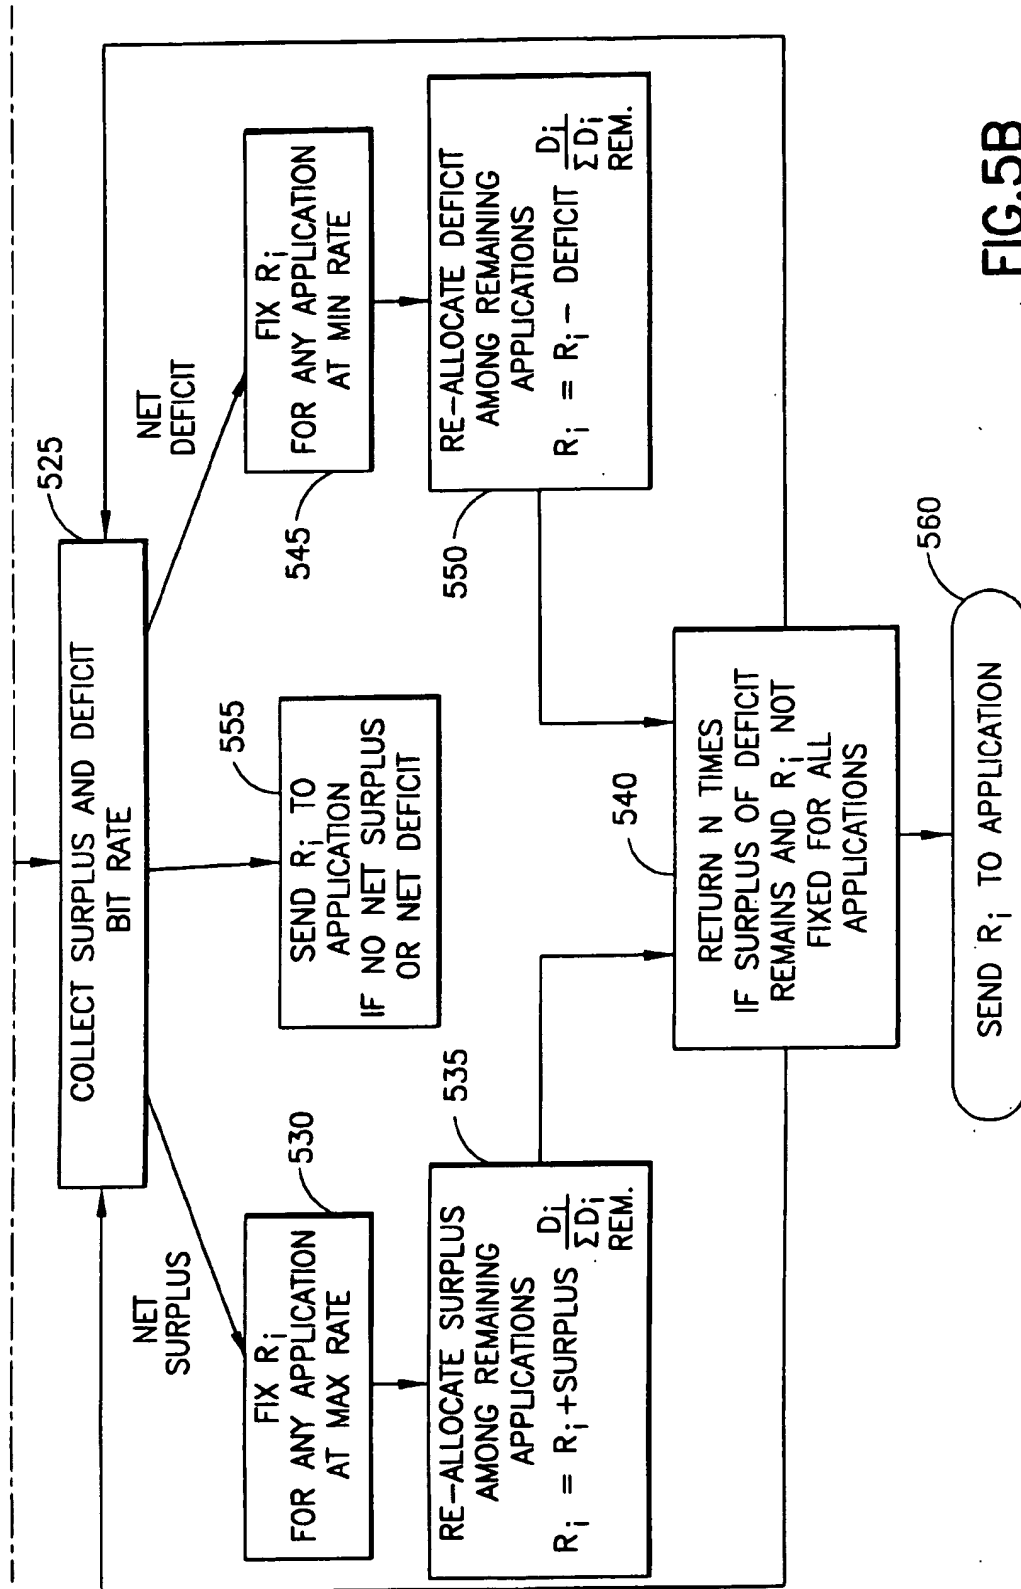 COLLECT SURPLUS AND DEFICIT
BIT RATE
525
NET
SURPLUS
NET
DEFICIT
FIX Ri
FOR ANY APPLICATION
AT MAX RATE
530
SEND Ri TO
APPLICATION
IF NO NET SURPLUS
OR NET DEFICIT
555
FIX Ri
FOR ANY APPLICATION
AT MIN RATE
545
RE-ALLOCATE SURPLUS
AMONG REMAINING
APPLICATIONS
Ri = Ri+SURPLUS Di/ΣDi
REM.
535
RE-ALLOCATE DEFICIT
AMONG REMAINING
APPLICATIONS
Ri = Ri - DEFICIT Di/ΣDi
REM.
550
RETURN N TIMES
IF SURPLUS OF DEFICIT
REMAINS AND Ri NOT
FIXED FOR ALL
APPLICATIONS
540
SEND Ri TO APPLICATION
560
FIG.5B